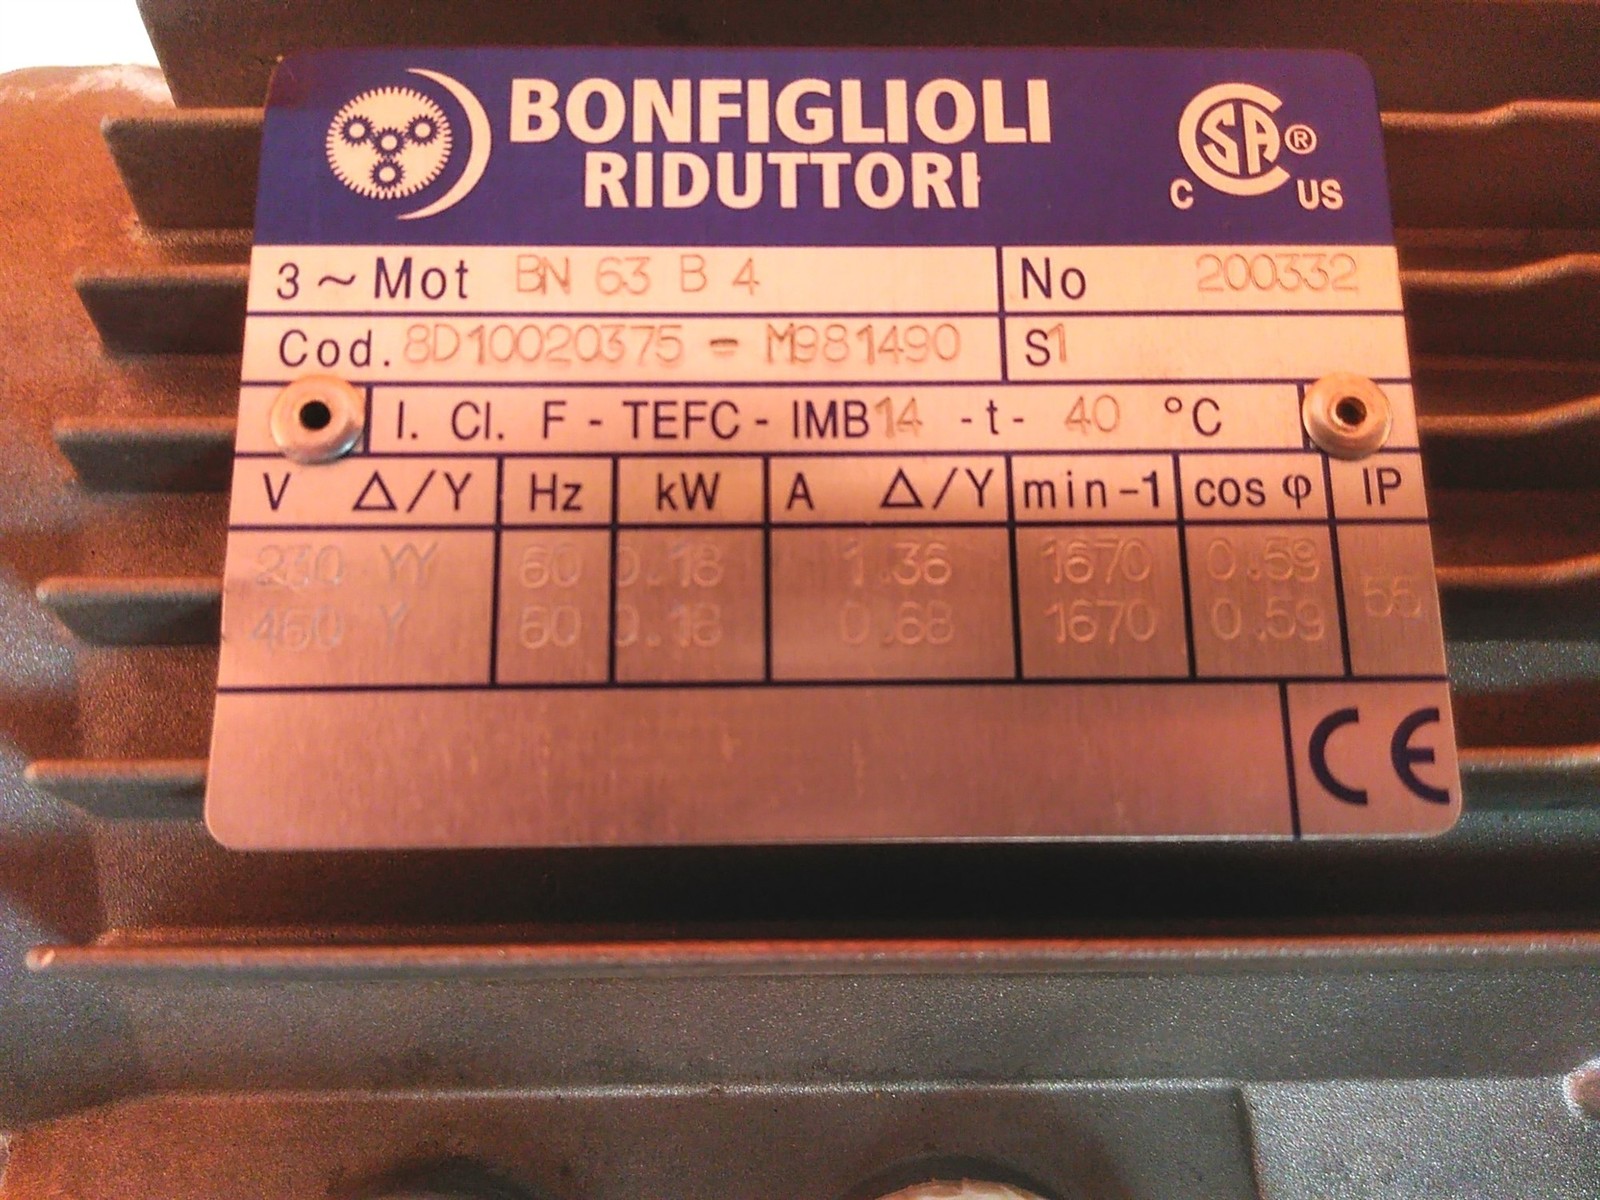 BONFIGLIOLI
RIDUTTORI
CSA ®
C US
3~Mot BN 63 B 4 No 200332
Cod. 8D10020375 - M981490 S1
I. Cl. F - TEFC - IMB14 - t - 40 °C
V Δ/Y Hz kW A Δ/Y min-1 cos φ IP
230 YY 60 0.18 1.36 1670 0.59 55
460 Y 60 0.18 0.68 1670 0.59
CE